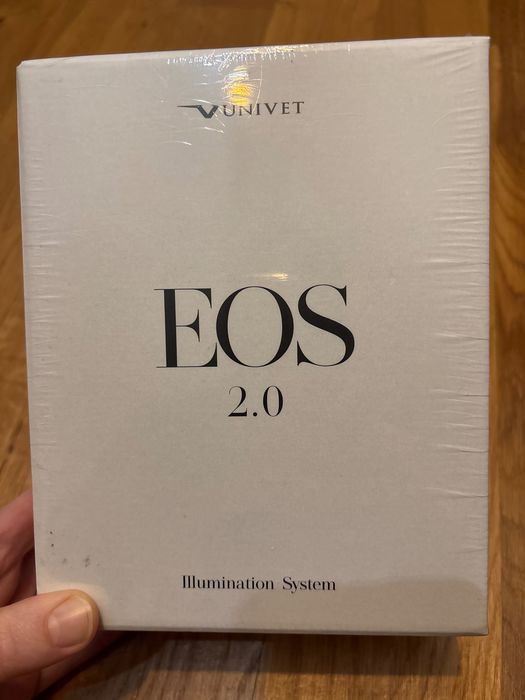 UNIVET
EOS
2.0
Illumination System